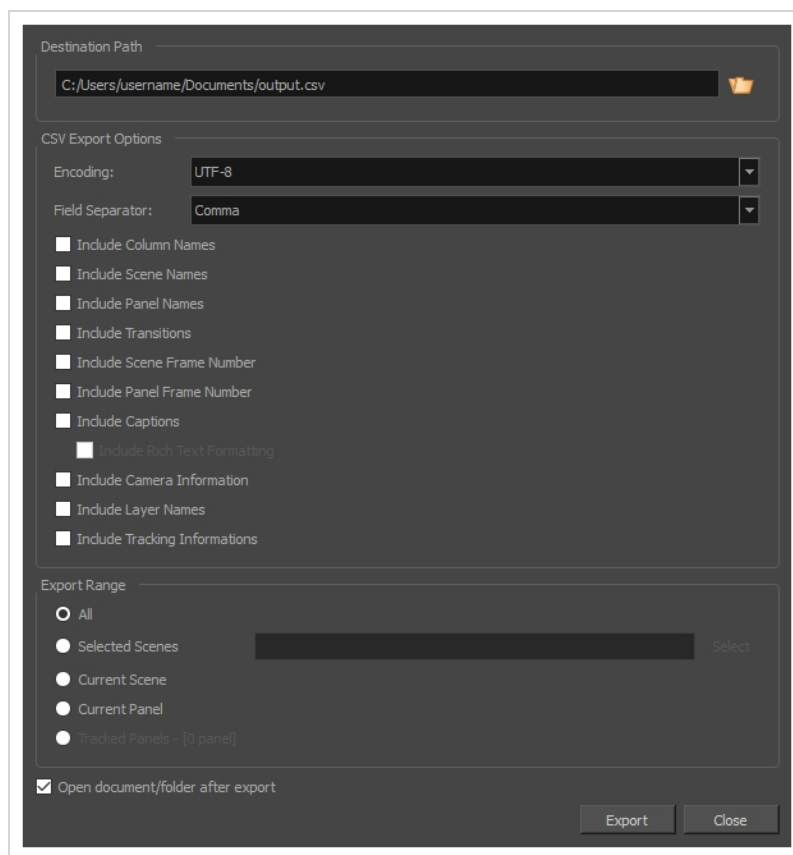 Destination Path
C:/Users/username/Documents/output.csv
CSV Export Options
Encoding: UTF-8
Field Separator: Comma
Include Column Names
Include Scene Names
Include Panel Names
Include Transitions
Include Scene Frame Number
Include Panel Frame Number
Include Captions
Include Rich Text Formatting
Include Camera Information
Include Layer Names
Include Tracking Informations
Export Range
All
Selected Scenes Select
Current Scene
Current Panel
Tracked Panels - [0 panel]
Open document/folder after export
Export Close